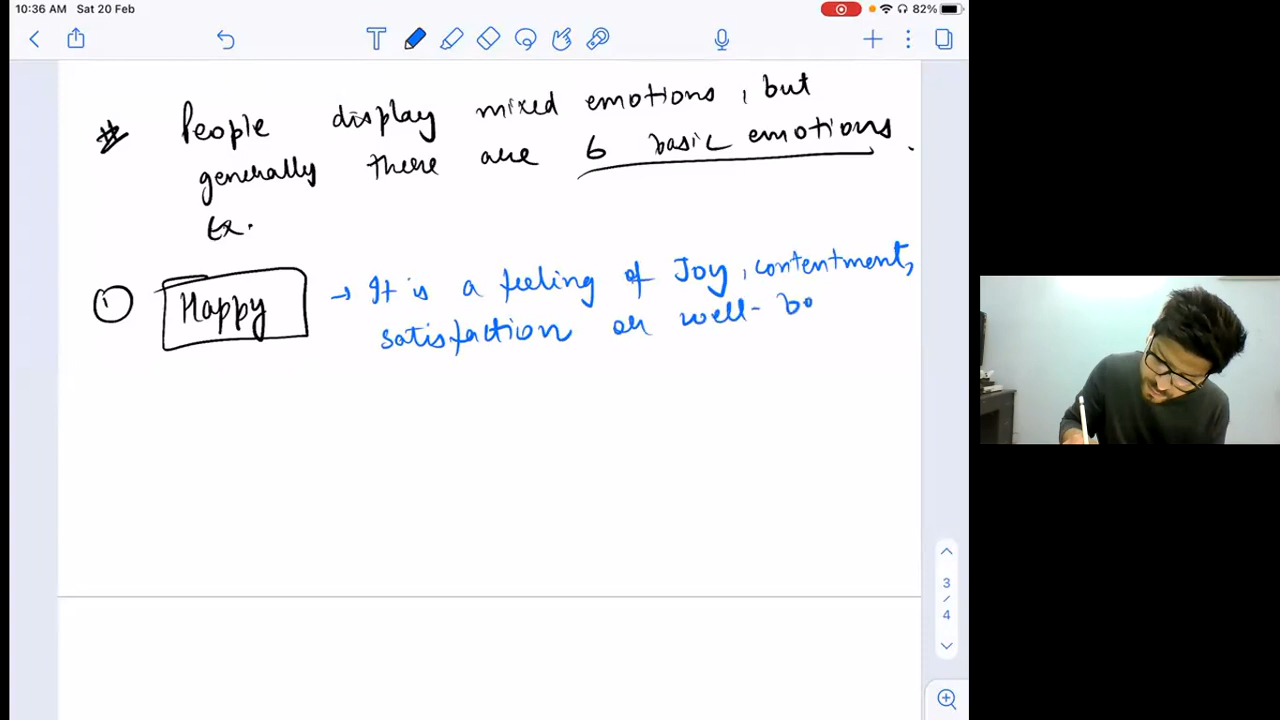 10:36 AM Sat 20 Feb
82%
People display mixed emotions, but
generally there are 6 basic emotions.
Ex.
① Happy → It is a feeling of Joy, contentment,
satisfaction or well-be
3
/
4